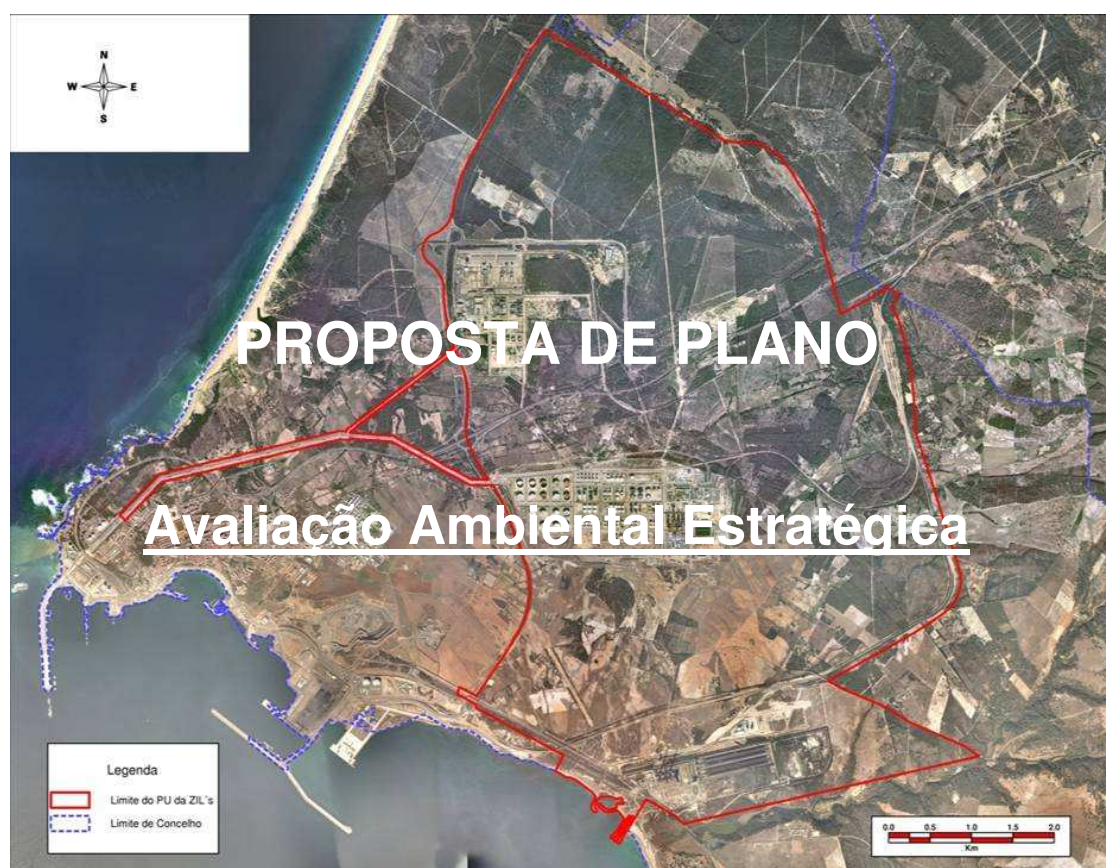 N
W E
S
PROPOSTA DE PLANO
Avaliação Ambiental Estratégica
Legenda
Limite do PU da ZIL´s
Limite de Concelho
0.0 0.5 1.0 1.5 2.0
Km